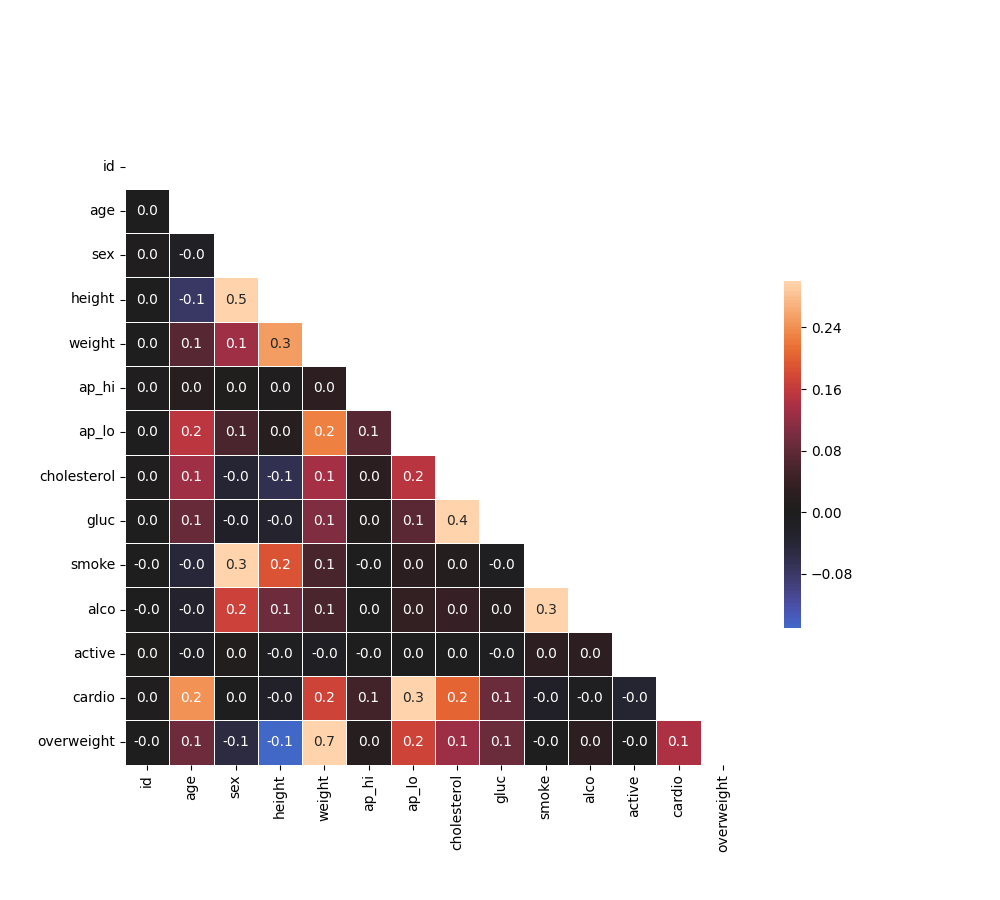 id
age 0.0
sex 0.0 -0.0
height 0.0 -0.1 0.5
weight 0.0 0.1 0.1 0.3
ap_hi 0.0 0.0 0.0 0.0 0.0
ap_lo 0.0 0.2 0.1 0.0 0.2 0.1
cholesterol 0.0 0.1 -0.0 -0.1 0.1 0.0 0.2
gluc 0.0 0.1 -0.0 -0.0 0.1 0.0 0.1 0.4
smoke -0.0 -0.0 0.3 0.2 0.1 -0.0 0.0 0.0 -0.0
alco -0.0 -0.0 0.2 0.1 0.1 0.0 0.0 0.0 0.0 0.3
active 0.0 -0.0 0.0 -0.0 -0.0 -0.0 0.0 0.0 -0.0 0.0 0.0
cardio 0.0 0.2 0.0 -0.0 0.2 0.1 0.3 0.2 0.1 -0.0 -0.0 -0.0
overweight -0.0 0.1 -0.1 -0.1 0.7 0.0 0.2 0.1 0.1 -0.0 0.0 -0.0 0.1
id age sex height weight ap_hi ap_lo cholesterol gluc smoke alco active cardio overweight
0.24
0.16
0.08
0.00
−0.08